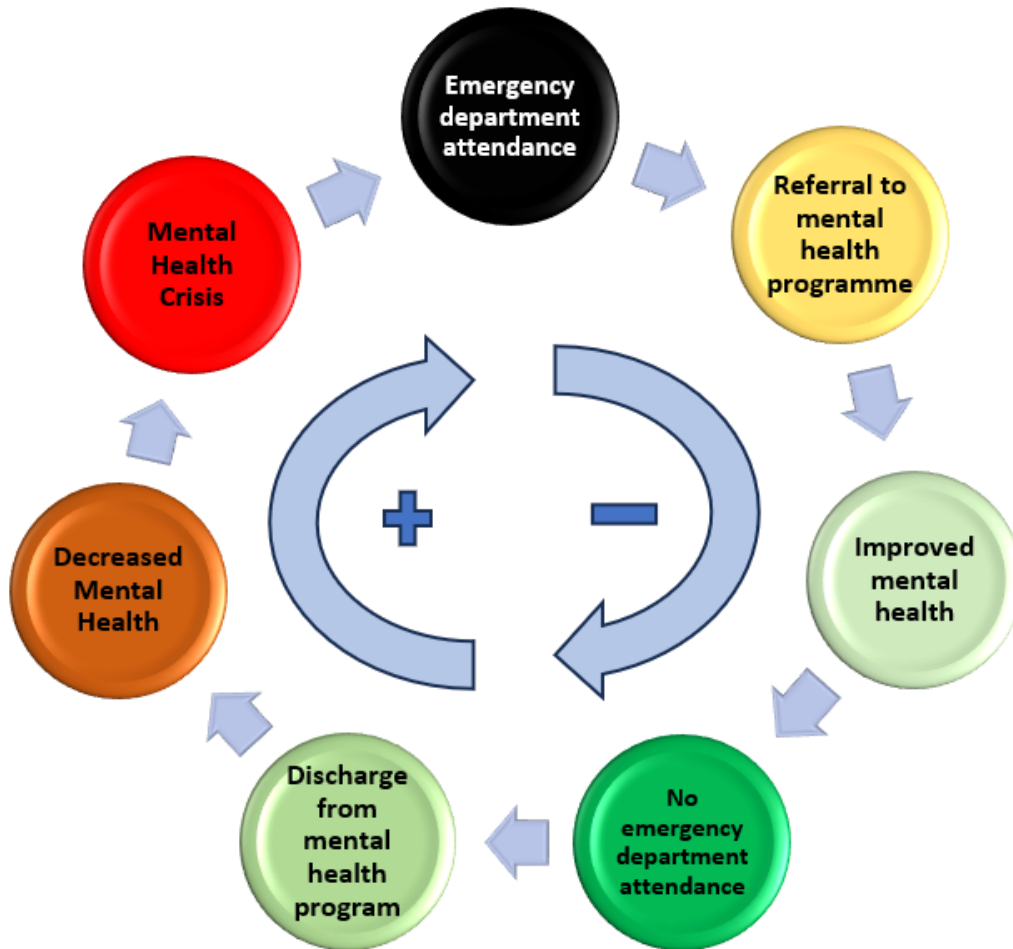 Emergency
department
attendance
Referral to
mental
health
programme
Improved
mental
health
No
emergency
department
attendance
Discharge
from
mental
health
program
Decreased
Mental
Health
Mental
Health
Crisis
+
−